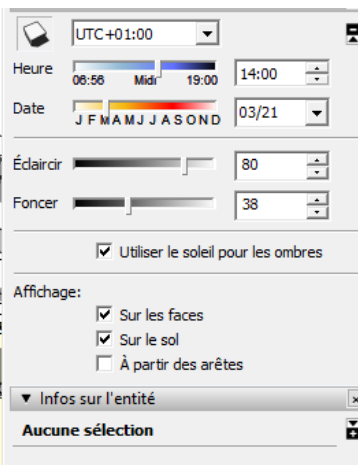 UTC+01:00
Heure 06:56 Midi 19:00 14:00
Date J F M A M J J A S O N D 03/21
Éclaircir 80
Foncer 38
Utiliser le soleil pour les ombres
Affichage:
Sur les faces
Sur le sol
À partir des arêtes
Infos sur l'entité
Aucune sélection